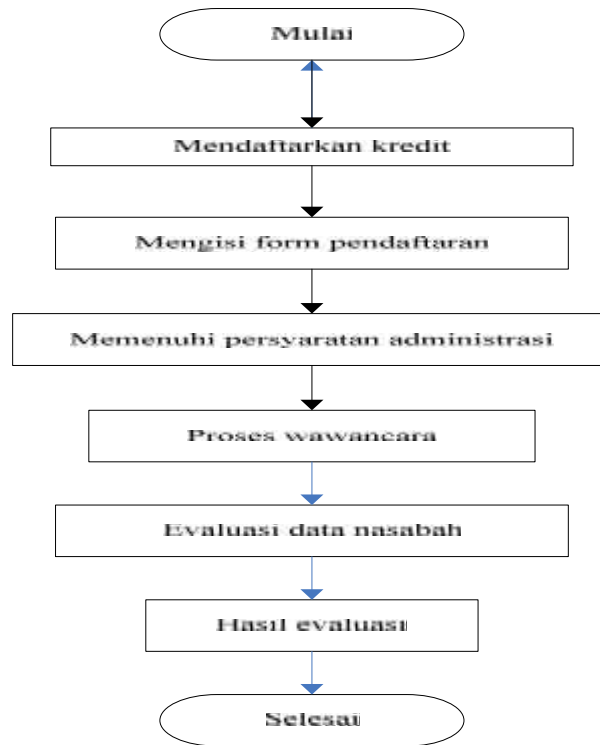 Mulai
Mendaftarkan kredit
Mengisi form pendaftaran
Memenuhi persyaratan administrasi
Proses wawancara
Evaluasi data nasabah
Hasil evaluasi
Selesai